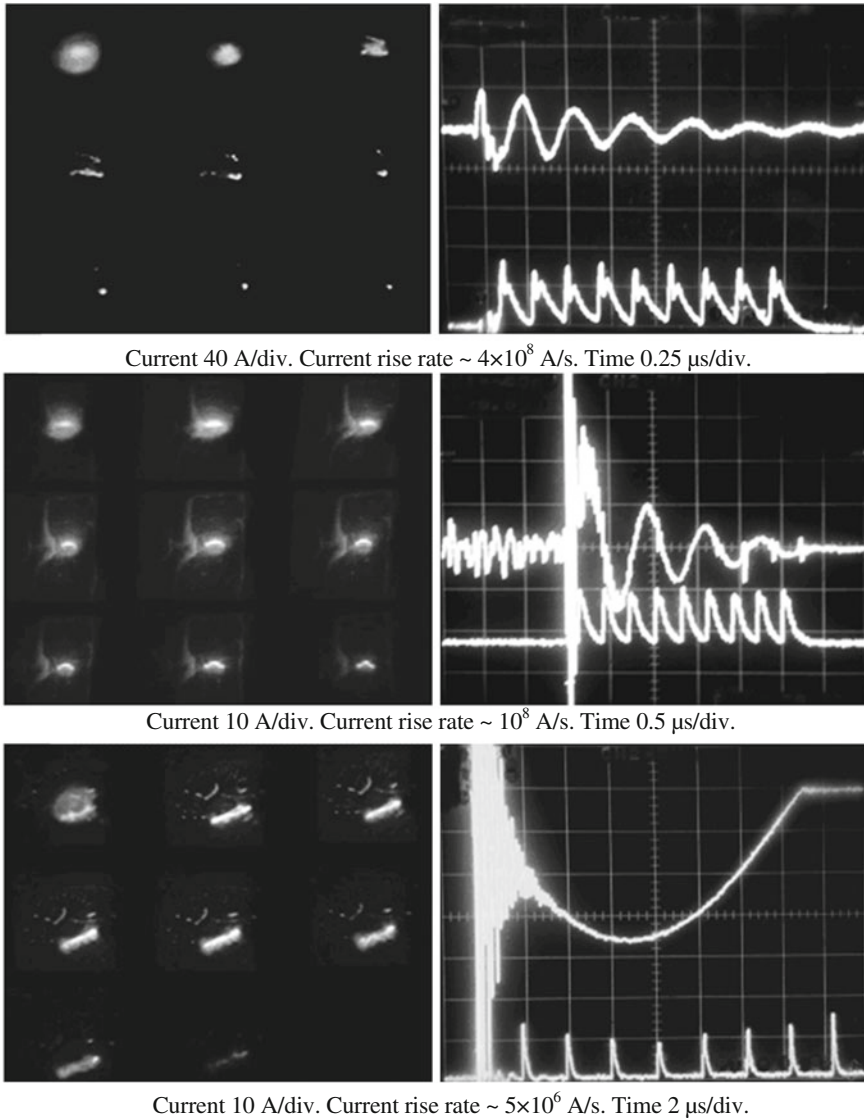 Current 40 A/div. Current rise rate ~ 4×10⁸ A/s. Time 0.25 μs/div.
Current 10 A/div. Current rise rate ~ 10⁸ A/s. Time 0.5 μs/div.
Current 10 A/div. Current rise rate ~ 5×10⁶ A/s. Time 2 μs/div.